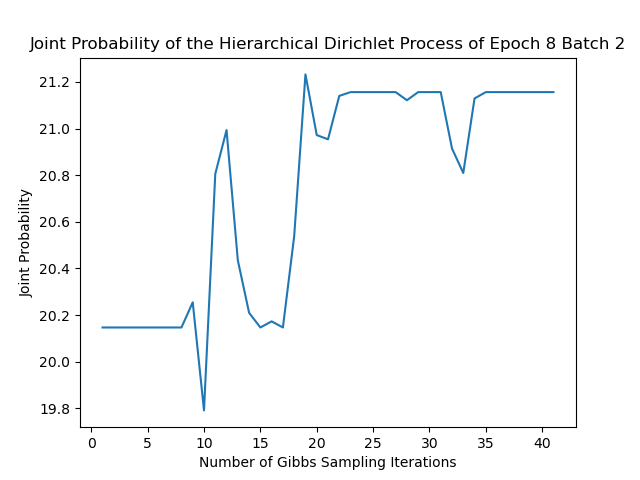 Joint Probability of the Hierarchical Dirichlet Process of Epoch 8 Batch 2
Joint Probability
21.2
21.0
20.8
20.6
20.4
20.2
20.0
19.8
0 5 10 15 20 25 30 35 40
Number of Gibbs Sampling Iterations